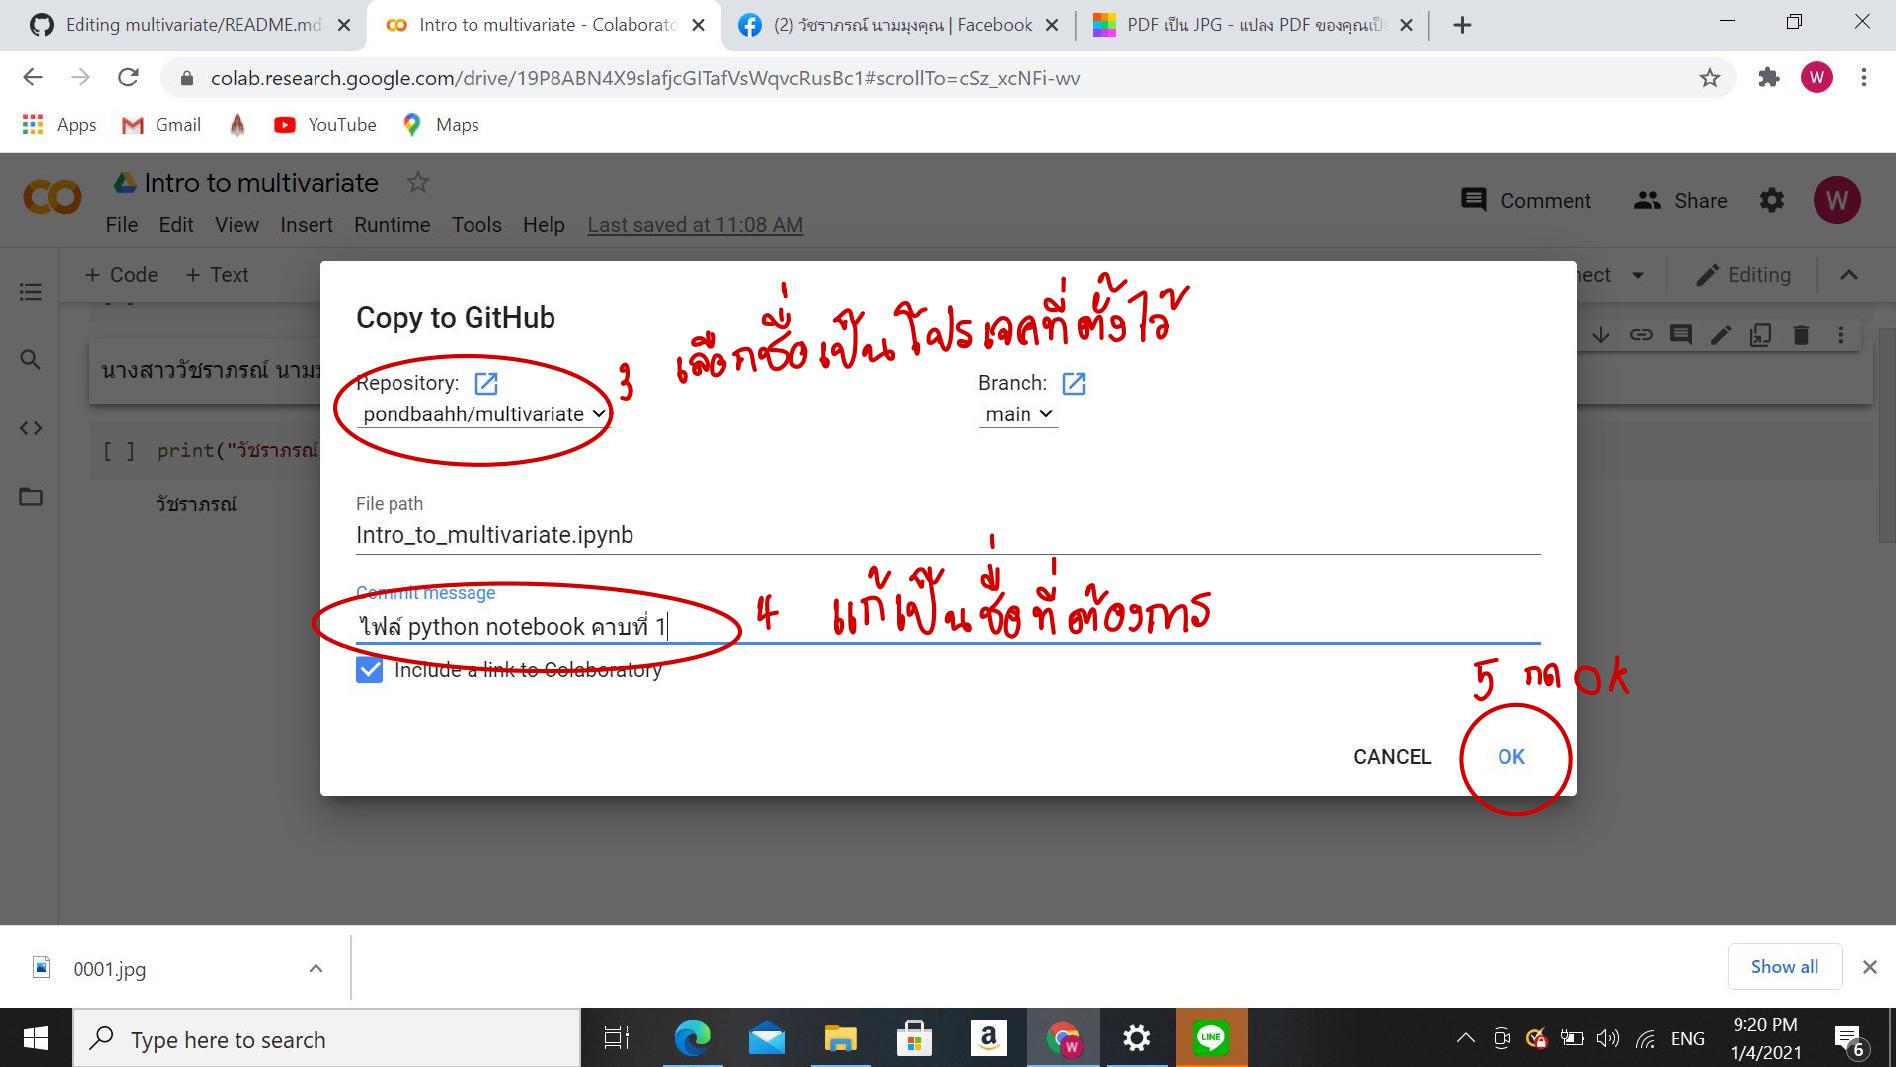 Editing multivariate/README.md
Intro to multivariate - Colaborato
(2) วัชราภรณ์ นามมุงคุณ | Facebook
PDF เป็น JPG - แปลง PDF ของคุณเป็
colab.research.google.com/drive/19P8ABN4X9slafjcGITafVsWqvcRusBc1#scrollTo=cSz_xcNFi-wv
W
Apps
Gmail
YouTube
Maps
Intro to multivariate
Comment
Share
W
File Edit View Insert Runtime Tools Help Last saved at 11:08 AM
+ Code + Text
nect
Editing
Copy to GitHub
3 เลือกชื่อเป็นโปรเจคที่ตั้งไว้
นางสาววัชราภรณ์ นามม
Repository:
Branch:
pondbaahh/multivariate
main
[ ] print("วัชราภรณ์
วัชราภรณ์
File path
Intro_to_multivariate.ipynb
Commit message
4 แก้เป็นชื่อที่ต้องการ
ไฟล์ python notebook คาบที่ 1
Include a link to Colaboratory
5 กด ok
CANCEL
OK
0001.jpg
Show all
Type here to search
W
LINE
ENG
9:20 PM
1/4/2021
6